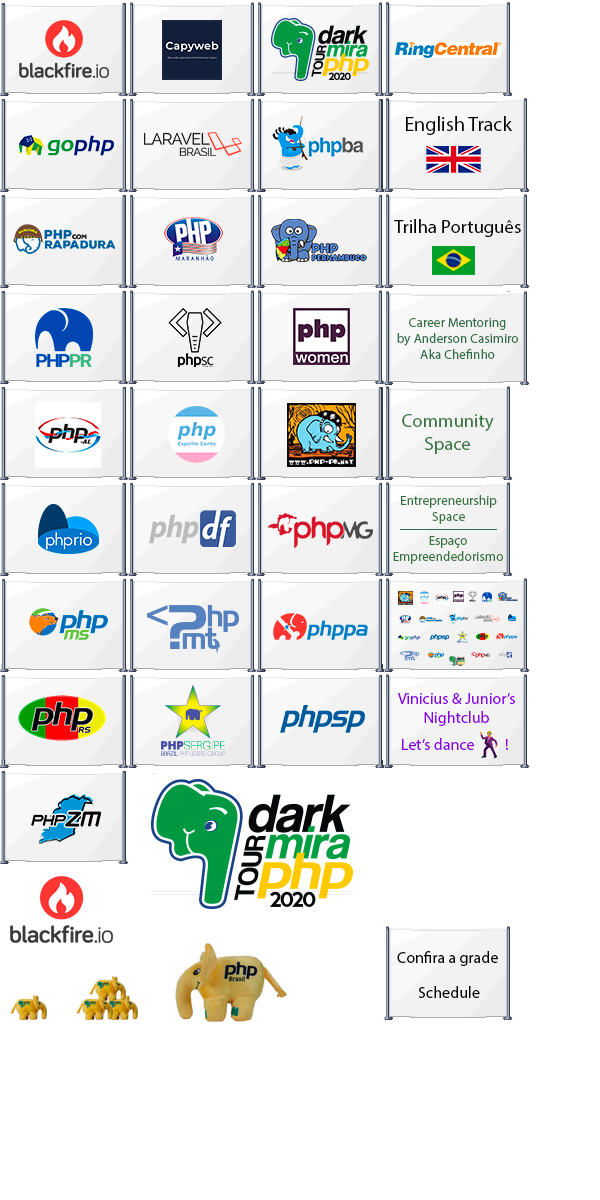 blackfire.io
Capyweb
TOUR
dark
mira
php
2020
RingCentral
gophp
LARAVEL
BRASIL
phpba
English Track
PHP COM
RAPADURA
PHP
MARANHÃO
PHP
PERNAMBUCO
Trilha Português
PHPPR
phpsc
php
women
Career Mentoring
by Anderson Casimiro
Aka Chefinho
php
.AL
php
Espírito Santo
www.PHP-PB.NET
Community
Space
phprio
phpdf
phpMG
Entrepreneurship
Space
Espaço
Empreendedorismo
php
ms
<?php
mt
phppa
php
RS
PHPSERGIPE
BRAZIL PHP USERS GROUP
phpsp
Vinicius & Junior's
Nightclub
Let's dance !
PHPZM
TOUR
dark
mira
php
2020
blackfire.io
php
Brasil
Confira a grade
Schedule